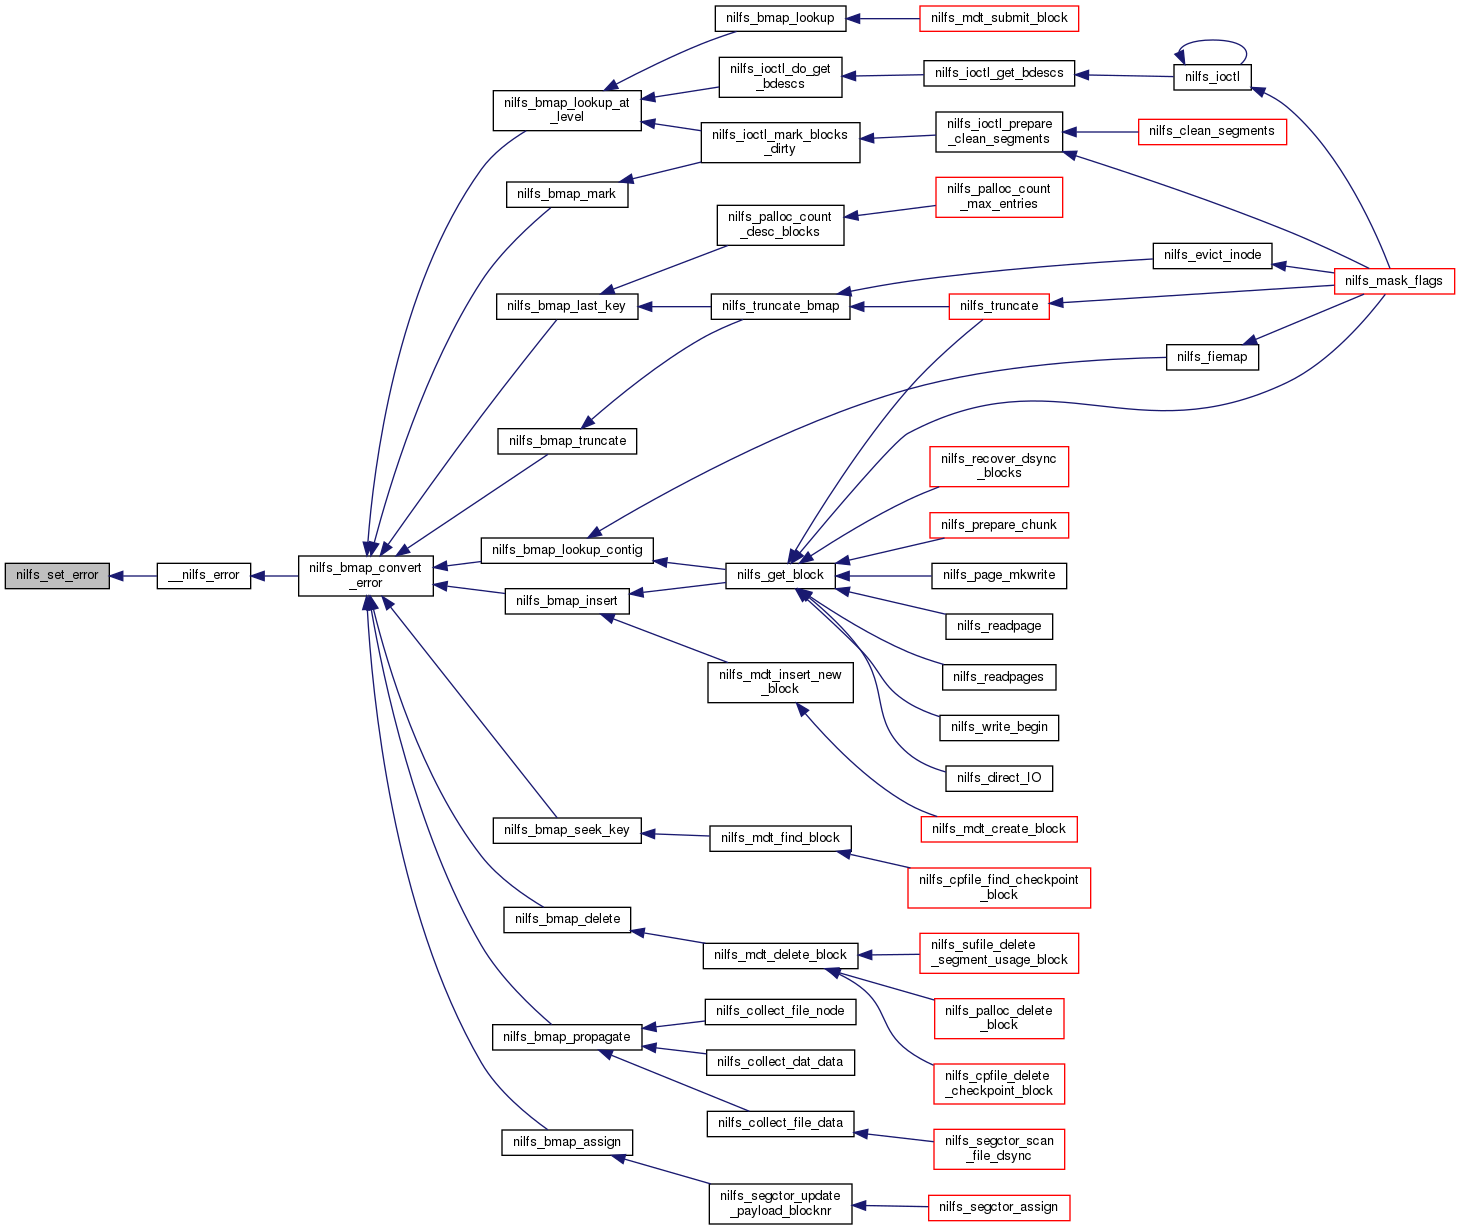 nilfs_set_error
__nilfs_error
nilfs_bmap_convert
_error
nilfs_bmap_lookup_at
_level
nilfs_bmap_mark
nilfs_bmap_last_key
nilfs_bmap_truncate
nilfs_bmap_lookup_contig
nilfs_bmap_insert
nilfs_bmap_seek_key
nilfs_bmap_delete
nilfs_bmap_propagate
nilfs_bmap_assign
nilfs_bmap_lookup
nilfs_ioctl_do_get
_bdescs
nilfs_ioctl_mark_blocks
_dirty
nilfs_palloc_count
_desc_blocks
nilfs_truncate_bmap
nilfs_get_block
nilfs_mdt_insert_new
_block
nilfs_mdt_find_block
nilfs_mdt_delete_block
nilfs_collect_file_node
nilfs_collect_dat_data
nilfs_collect_file_data
nilfs_segctor_update
_payload_blocknr
nilfs_mdt_submit_block
nilfs_ioctl_get_bdescs
nilfs_ioctl_prepare
_clean_segments
nilfs_palloc_count
_max_entries
nilfs_truncate
nilfs_recover_dsync
_blocks
nilfs_prepare_chunk
nilfs_page_mkwrite
nilfs_readpage
nilfs_readpages
nilfs_write_begin
nilfs_direct_IO
nilfs_mdt_create_block
nilfs_cpfile_find_checkpoint
_block
nilfs_sufile_delete
_segment_usage_block
nilfs_palloc_delete
_block
nilfs_cpfile_delete
_checkpoint_block
nilfs_segctor_scan
_file_dsync
nilfs_segctor_assign
nilfs_ioctl
nilfs_clean_segments
nilfs_evict_inode
nilfs_fiemap
nilfs_mask_flags